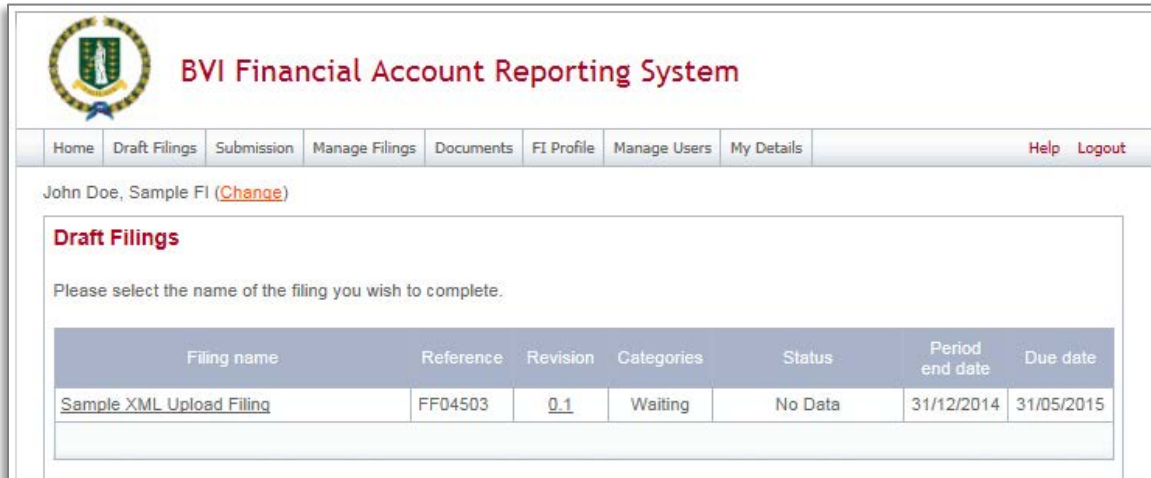 BVI Financial Account Reporting System
Home Draft Filings Submission Manage Filings Documents FI Profile Manage Users My Details Help Logout
John Doe, Sample FI (Change)
Draft Filings
Please select the name of the filing you wish to complete.
Filing name Reference Revision Categories Status Period end date Due date
Sample XML Upload Filing FF04503 0.1 Waiting No Data 31/12/2014 31/05/2015